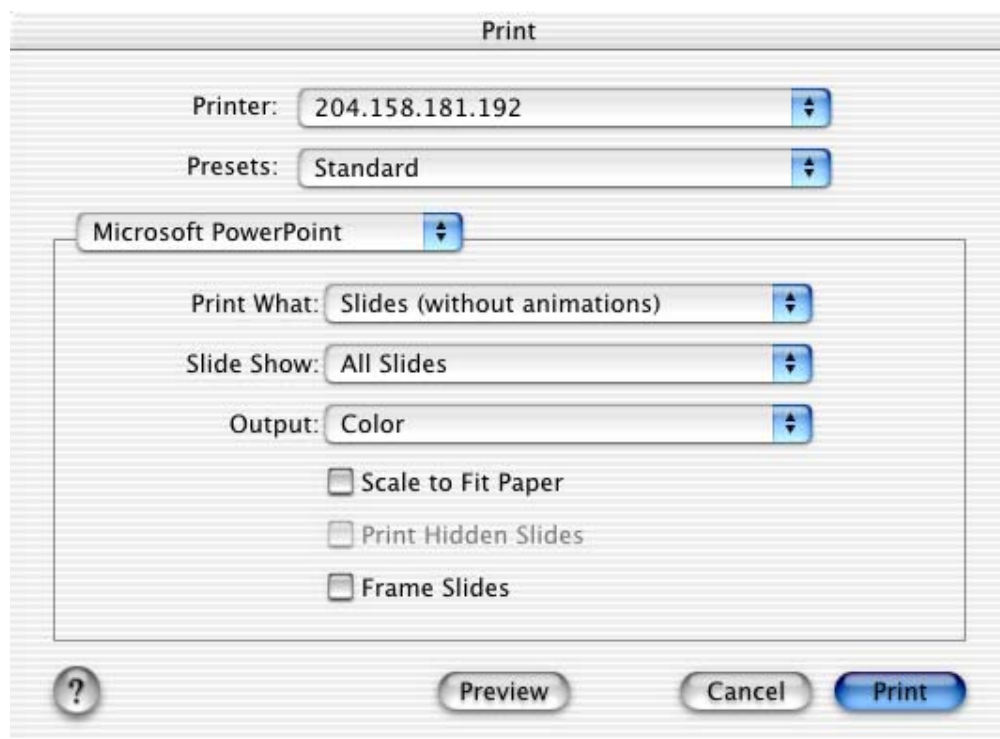 Print
Printer: 204.158.181.192
Presets: Standard
Microsoft PowerPoint
Print What: Slides (without animations)
Slide Show: All Slides
Output: Color
Scale to Fit Paper
Print Hidden Slides
Frame Slides
? Preview Cancel Print